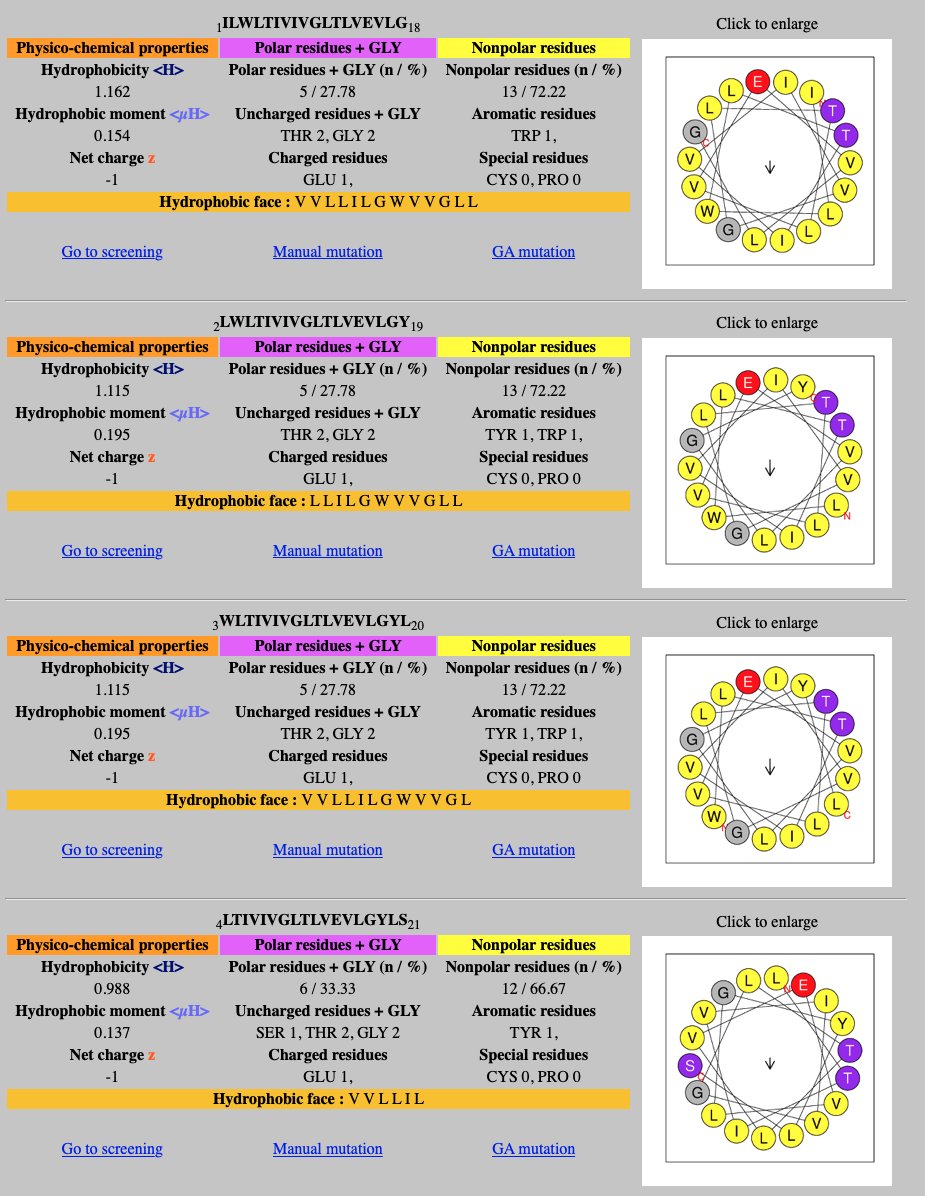 1ILWLTIVIVGLTLVEVLG18
Click to enlarge
Physico-chemical properties Polar residues + GLY Nonpolar residues
Hydrophobicity <H> Polar residues + GLY (n / %) Nonpolar residues (n / %)
1.162 5 / 27.78 13 / 72.22
Hydrophobic moment <μH> Uncharged residues + GLY Aromatic residues
0.154 THR 2, GLY 2 TRP 1,
Net charge z Charged residues Special residues
-1 GLU 1, CYS 0, PRO 0
Hydrophobic face : V V L L I L G W V V G L L
Go to screening Manual mutation GA mutation
E I I N T T V V L L I L G W V V G C L L
2LWLTIVIVGLTLVEVLGY19
Click to enlarge
Physico-chemical properties Polar residues + GLY Nonpolar residues
Hydrophobicity <H> Polar residues + GLY (n / %) Nonpolar residues (n / %)
1.115 5 / 27.78 13 / 72.22
Hydrophobic moment <μH> Uncharged residues + GLY Aromatic residues
0.195 THR 2, GLY 2 TYR 1, TRP 1,
Net charge z Charged residues Special residues
-1 GLU 1, CYS 0, PRO 0
Hydrophobic face : L L I L G W V V G L L
Go to screening Manual mutation GA mutation
E I Y T T V V L N L I L G W V V G L L
3WLTIVIVGLTLVEVLGYL20
Click to enlarge
Physico-chemical properties Polar residues + GLY Nonpolar residues
Hydrophobicity <H> Polar residues + GLY (n / %) Nonpolar residues (n / %)
1.115 5 / 27.78 13 / 72.22
Hydrophobic moment <μH> Uncharged residues + GLY Aromatic residues
0.195 THR 2, GLY 2 TYR 1, TRP 1,
Net charge z Charged residues Special residues
-1 GLU 1, CYS 0, PRO 0
Hydrophobic face : V V L L I L G W V V G L
Go to screening Manual mutation GA mutation
E I Y T T V V L C L I L G W N V V G L L
4LTIVIVGLTLVEVLGYLS21
Click to enlarge
Physico-chemical properties Polar residues + GLY Nonpolar residues
Hydrophobicity <H> Polar residues + GLY (n / %) Nonpolar residues (n / %)
0.988 6 / 33.33 12 / 66.67
Hydrophobic moment <μH> Uncharged residues + GLY Aromatic residues
0.137 SER 1, THR 2, GLY 2 TYR 1,
Net charge z Charged residues Special residues
-1 GLU 1, CYS 0, PRO 0
Hydrophobic face : V V L L I L
Go to screening Manual mutation GA mutation
L L N E I Y T T V V L L I L G S V V G